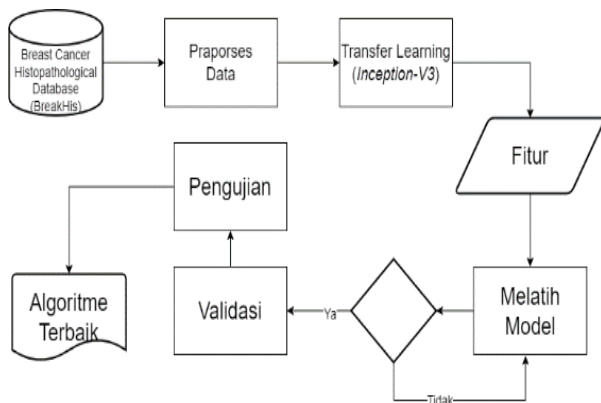 Breast Cancer
Histopathological
Database
(BreakHis)
Praporses
Data
Transfer Learning
(Inception-V3)
Fitur
Melatih
Model
Ya
Tidak
Validasi
Pengujian
Algoritme
Terbaik